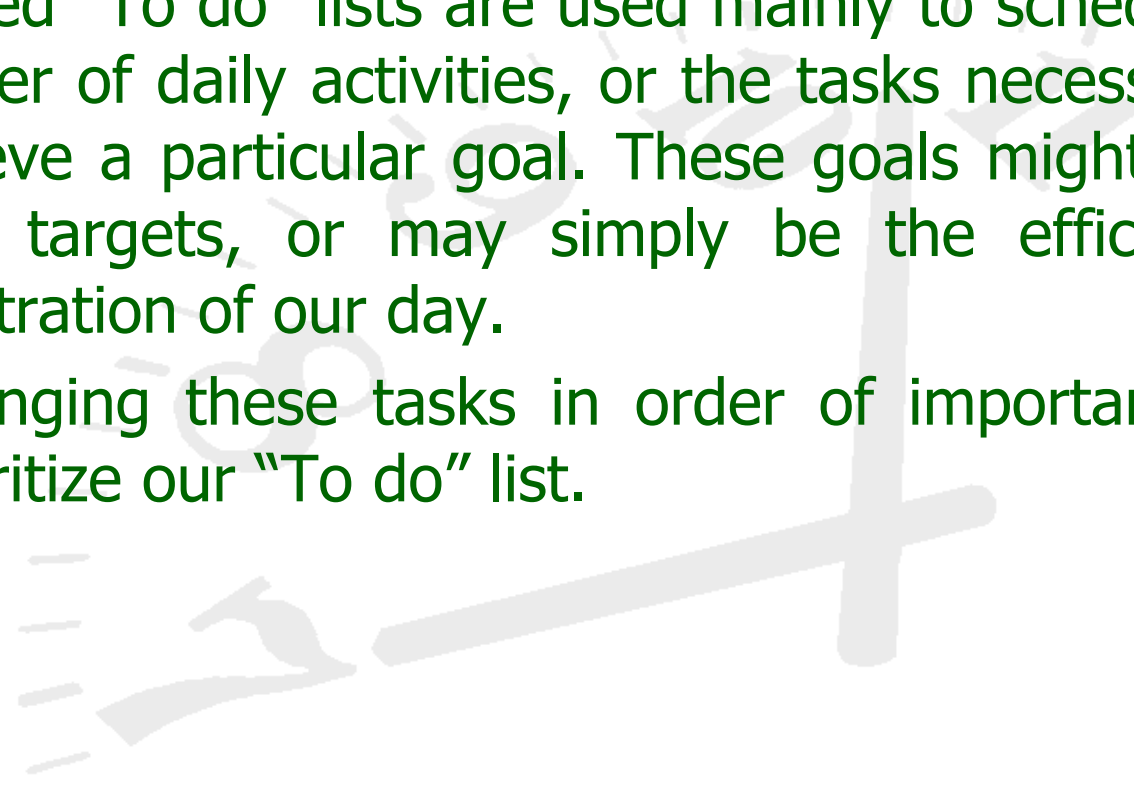 ed "To do" lists are used mainly to sched
er of daily activities, or the tasks necess
eve a particular goal. These goals might
targets, or may simply be the effic
tration of our day.
nging these tasks in order of importan
ritize our “To do” list.